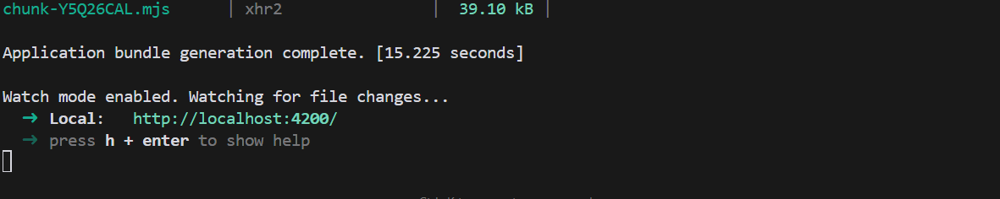 chunk-Y5Q26CAL.mjs | xhr2 | 39.10 kB |
Application bundle generation complete. [15.225 seconds]
Watch mode enabled. Watching for file changes...
➜ Local: http://localhost:4200/
➜ press h + enter to show help